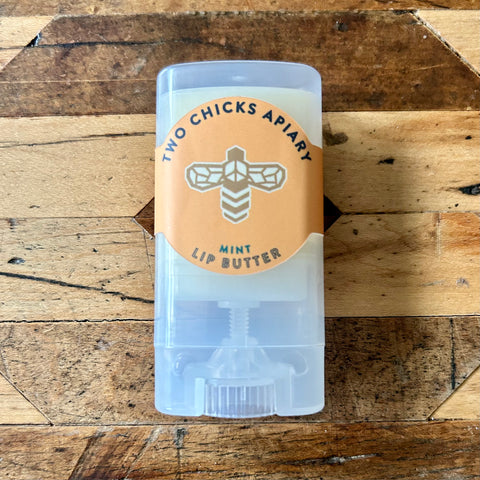 TWO CHICKS APIARY
MINT
LIP BUTTER